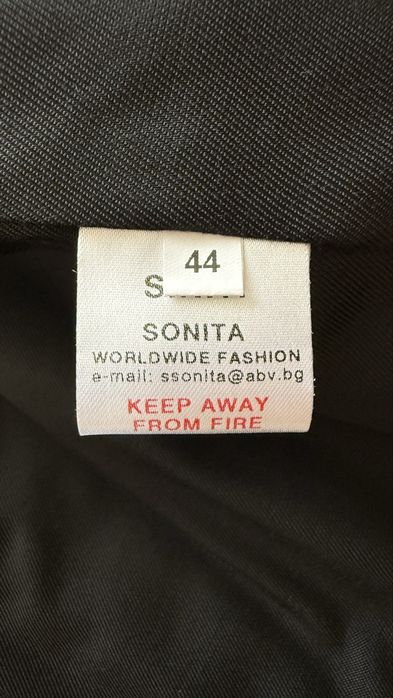 44
SONITA
WORLDWIDE FASHION
e-mail: ssonita@abv.bg
KEEP AWAY
FROM FIRE